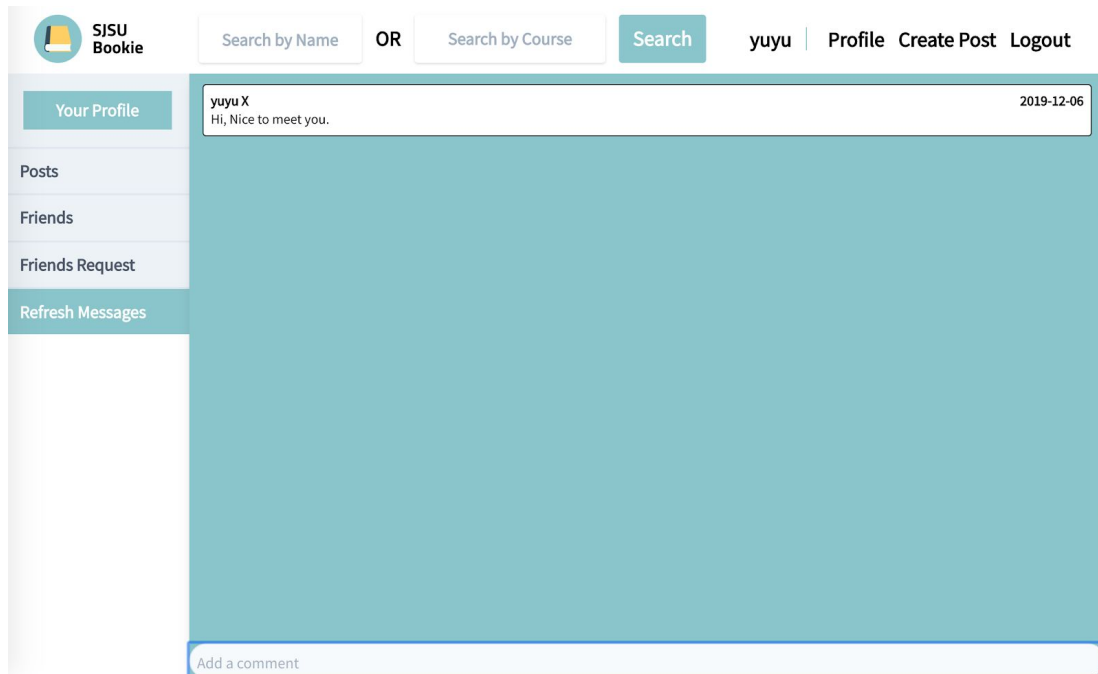 SJSU
Bookie
Search by Name
OR
Search by Course
Search
yuyu
Profile
Create Post
Logout
Your Profile
Posts
Friends
Friends Request
Refresh Messages
yuyu X
2019-12-06
Hi, Nice to meet you.
Add a comment